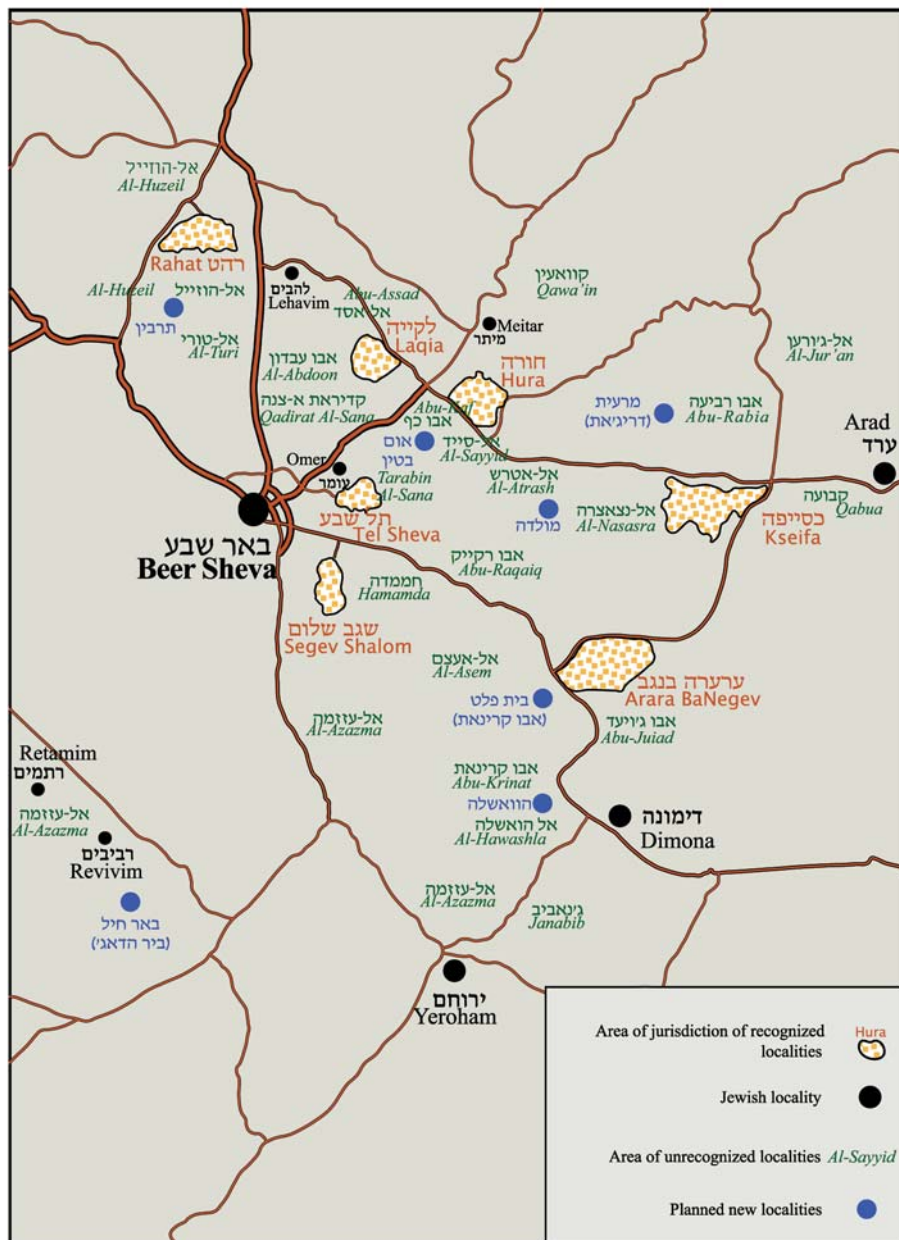 אל-הוזייל
Al-Huzeil
Rahat רהט
Al-Huzeil אל-הוזייל
תרבין
אל-טורי
Al-Turi
להבים
Lehavim
Abu-Assad
אל-אסד
לקייה
Laqia
אבו עבדון
Al-Abdoon
קדיראת א-צנה
Qadirat Al-Sana
קוואעין
Qawa'in
Meitar
מיתר
חורה
Hura
Abu-Kaf
אבו כף
אום
בטין
אל-סייד
Al-Sayyid
Tarabin
Al-Sana
Omer
עומר
תל שבע
Tel Sheva
באר שבע
Beer Sheva
אל-ג'ורען
Al-Jur'an
מרעית
(דריג'את)
אבו רביעה
Abu-Rabia
Arad
ערד
אל-אטרש
Al-Atrash
מולדה
אל-נצאצרה
Al-Nasasra
כסייפה
Kseifa
קבועה
Qabua
אבו רקייק
Abu-Raqaiq
חממדה
Hamamda
שגב שלום
Segev Shalom
אל-אעצם
Al-Asem
ערערה בנגב
Arara BaNegev
בית פלט
(אבו קרינאת)
אל-עזזמה
Al-Azazma
אבו ג'ויעד
Abu-Juiad
Retamim
רתמים
אל-עזזמה
Al-Azazma
רביבים
Revivim
באר חיל
(ביר הדאג')
אבו קרינאת
Abu-Krinat
הוואשלה
אל הואשלה
Al-Hawashla
דימונה
Dimona
אל-עזזמה
Al-Azazma
ג'נאביב
Janabib
ירוחם
Yeroham
Area of jurisdiction of recognized
localities
Hura
Jewish locality
Area of unrecognized localities Al-Sayyid
Planned new localities